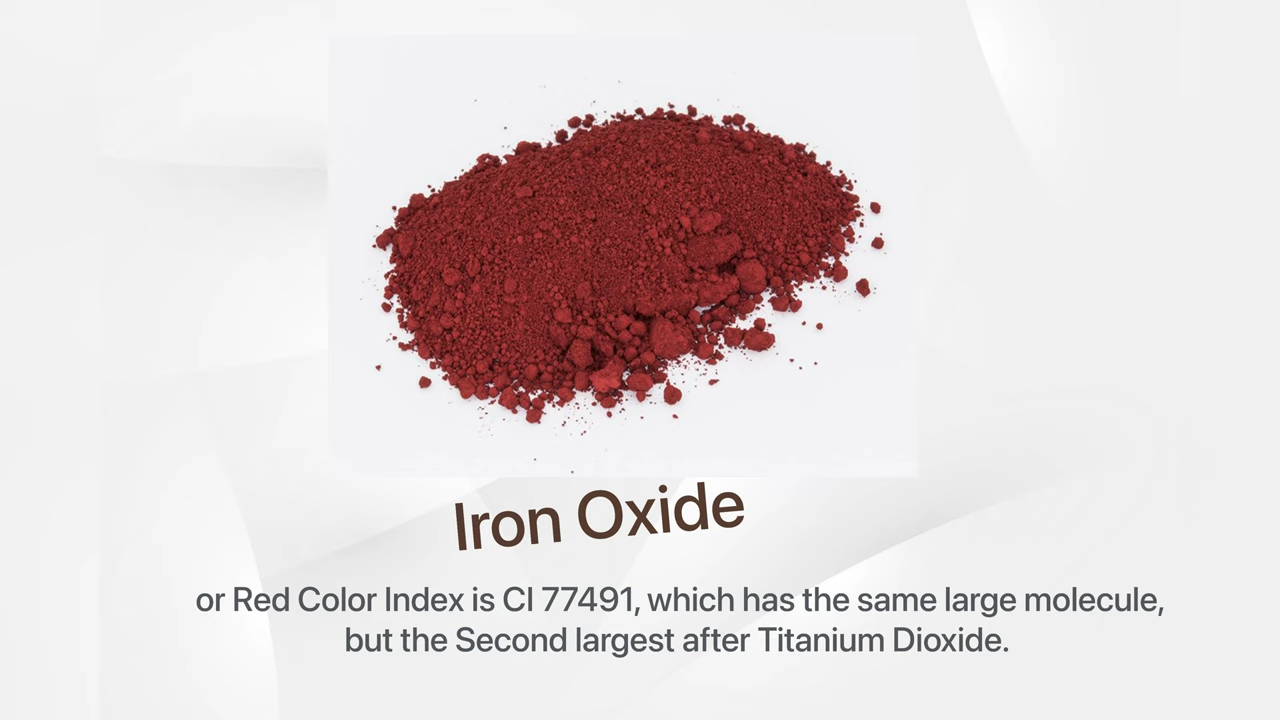 Iron Oxide
or Red Color Index is CI 77491, which has the same large molecule,
but the Second largest after Titanium Dioxide.